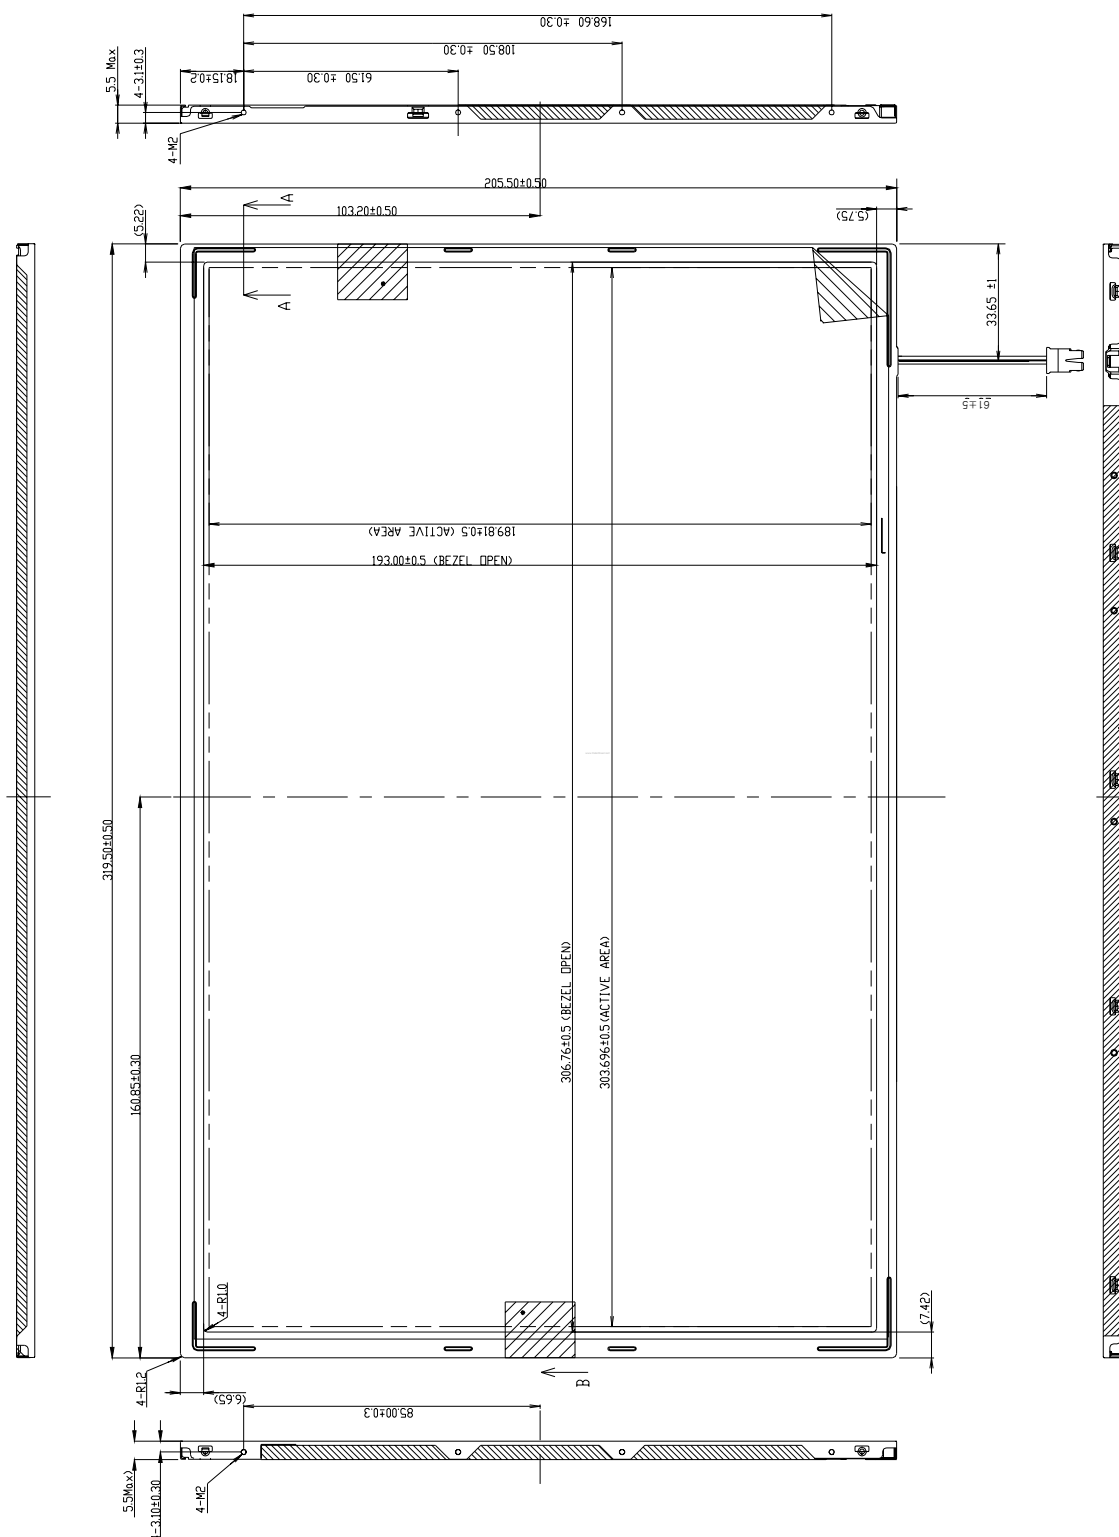 168.60 ±0.30
108.50 ±0.30
61.50 ±0.30
18.15±0.2
5.5 Max
4-3.1±0.3
4-M2
205.50±0.50
103.20±0.50
A
A
(5.22)
(5.75)
33.65 ±1
61±5
189.81±0.5 (ACTIVE AREA)
193.00±0.5 (BEZEL OPEN)
319.50±0.50
160.85±0.30
306.76±0.5 (BEZEL OPEN)
303.696±0.5 (ACTIVE AREA)
4-R1.0
4-R1.2
(6.65)
(7.42)
B
85.00±0.3
5.5Max)
-3.10±0.30
4-M2